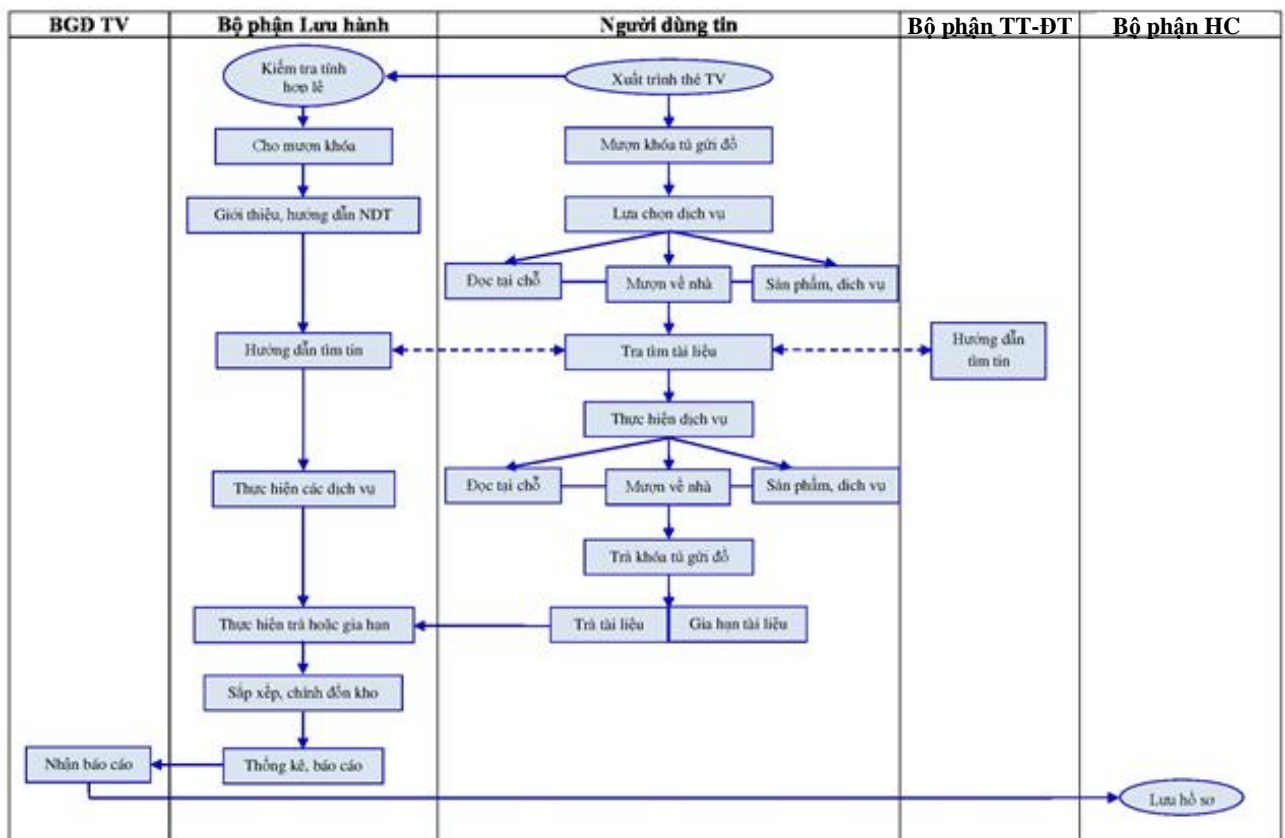 BGD TV
Bộ phận Lưu hành
Người dùng tin
Bộ phận TT-ĐT
Bộ phận HC
Kiểm tra tính
hợp lê
Xuất trình thẻ TV
Cho mượn khóa
Mượn khóa tủ gửi đồ
Giới thiệu, hướng dẫn NDT
Lựa chọn dịch vụ
Đọc tại chỗ
Mượn về nhà
Sản phẩm, dịch vụ
Hướng dẫn tìm tin
Tra tìm tài liệu
Hướng dẫn
tìm tin
Thực hiện dịch vụ
Thực hiện các dịch vụ
Đọc tại chỗ
Mượn về nhà
Sản phẩm, dịch vụ
Trả khóa tủ gửi đồ
Thực hiện trả hoặc gia hạn
Trả tài liệu
Gia hạn tài liệu
Sắp xếp, chỉnh đốn kho
Nhận báo cáo
Thống kê, báo cáo
Lưu hồ sơ